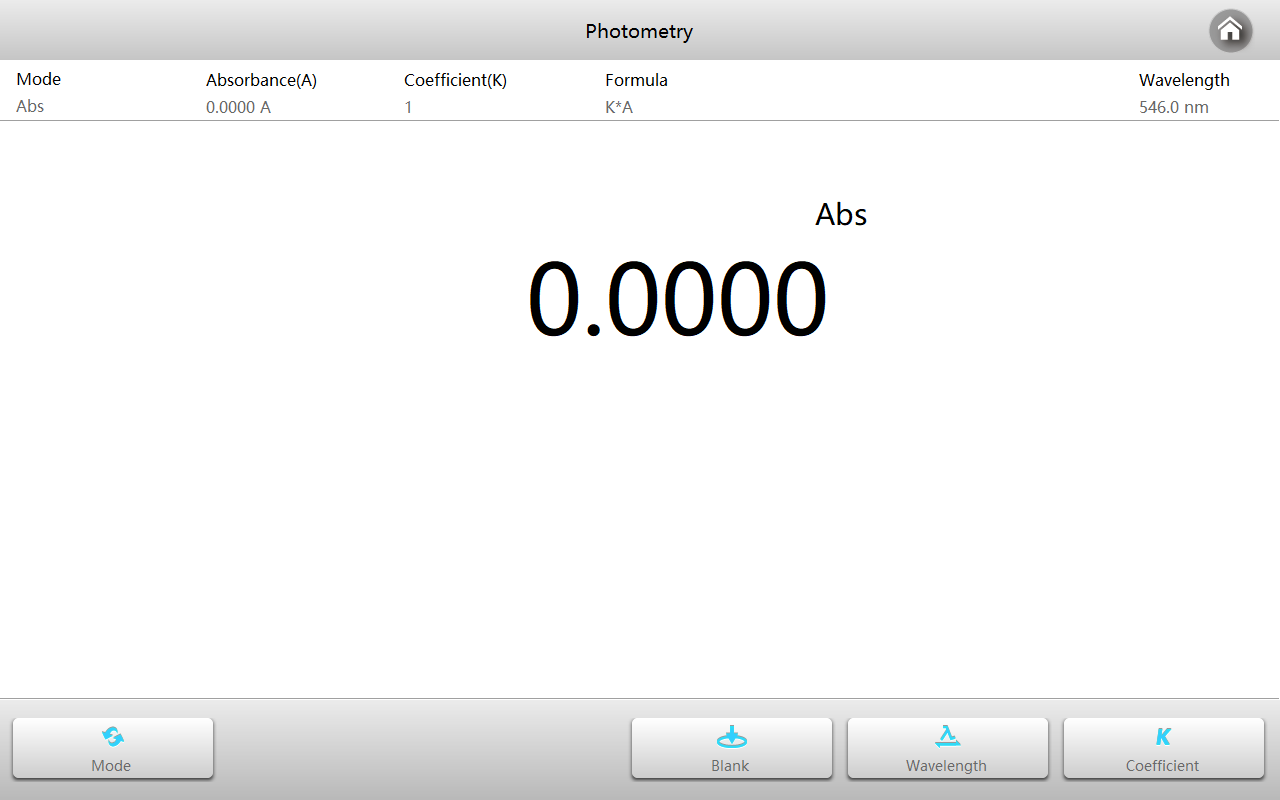 Photometry
Mode Absorbance(A) Coefficient(K) Formula Wavelength
Abs 0.0000 A 1 K*A 546.0 nm
Abs
0.0000
Mode Blank Wavelength Coefficient